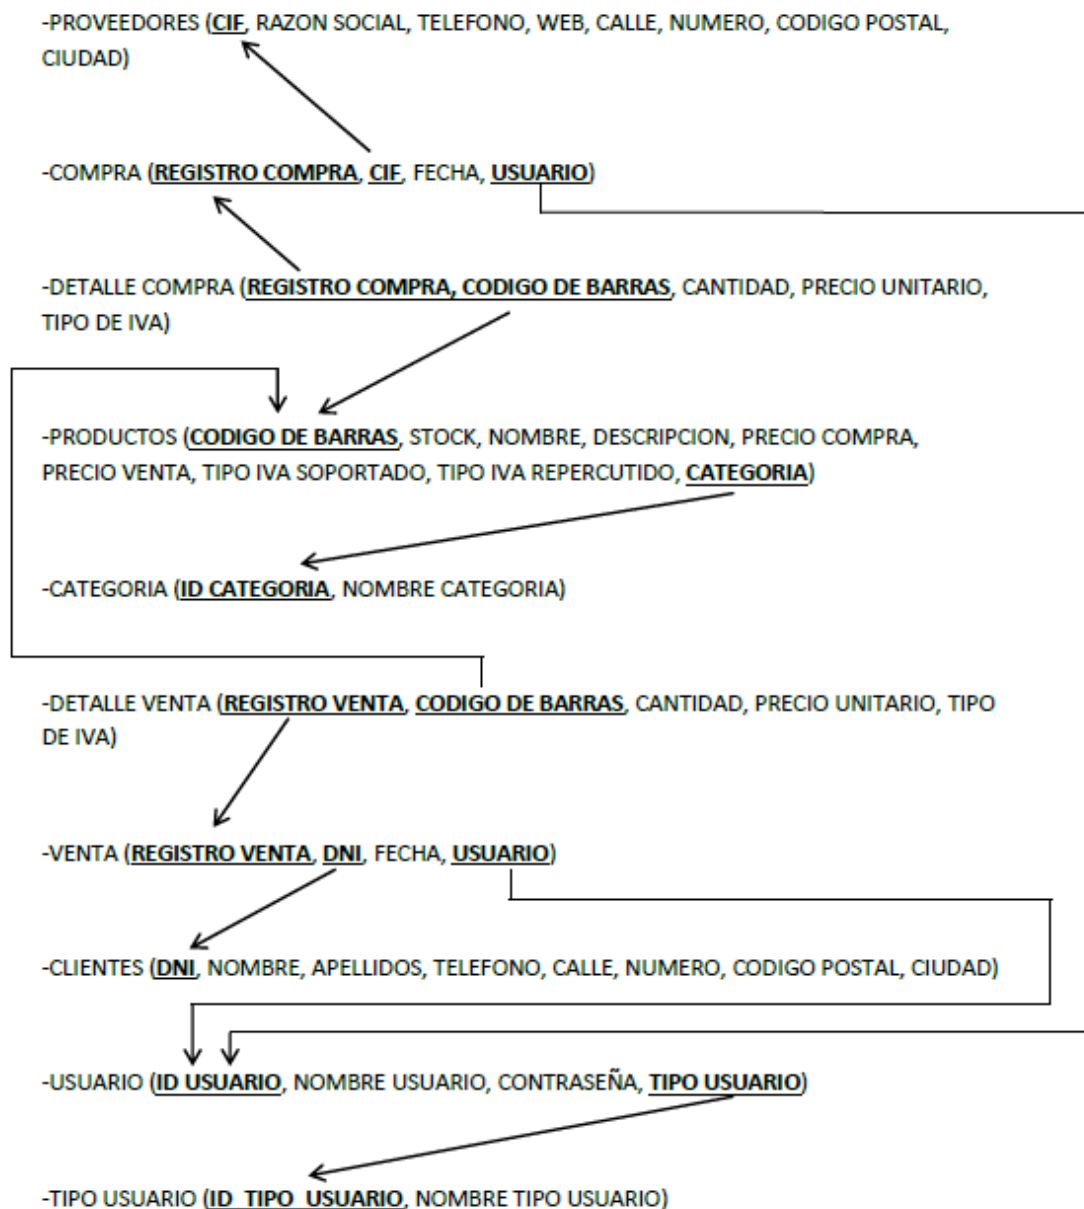 -PROVEEDORES (CIF, RAZON SOCIAL, TELEFONO, WEB, CALLE, NUMERO, CODIGO POSTAL,
CIUDAD)
-COMPRA (REGISTRO COMPRA, CIF, FECHA, USUARIO)
-DETALLE COMPRA (REGISTRO COMPRA, CODIGO DE BARRAS, CANTIDAD, PRECIO UNITARIO,
TIPO DE IVA)
-PRODUCTOS (CODIGO DE BARRAS, STOCK, NOMBRE, DESCRIPCION, PRECIO COMPRA,
PRECIO VENTA, TIPO IVA SOPORTADO, TIPO IVA REPERCUTIDO, CATEGORIA)
-CATEGORIA (ID CATEGORIA, NOMBRE CATEGORIA)
-DETALLE VENTA (REGISTRO VENTA, CODIGO DE BARRAS, CANTIDAD, PRECIO UNITARIO, TIPO
DE IVA)
-VENTA (REGISTRO VENTA, DNI, FECHA, USUARIO)
-CLIENTES (DNI, NOMBRE, APELLIDOS, TELEFONO, CALLE, NUMERO, CODIGO POSTAL, CIUDAD)
-USUARIO (ID USUARIO, NOMBRE USUARIO, CONTRASEÑA, TIPO USUARIO)
-TIPO USUARIO (ID_TIPO_USUARIO, NOMBRE TIPO USUARIO)